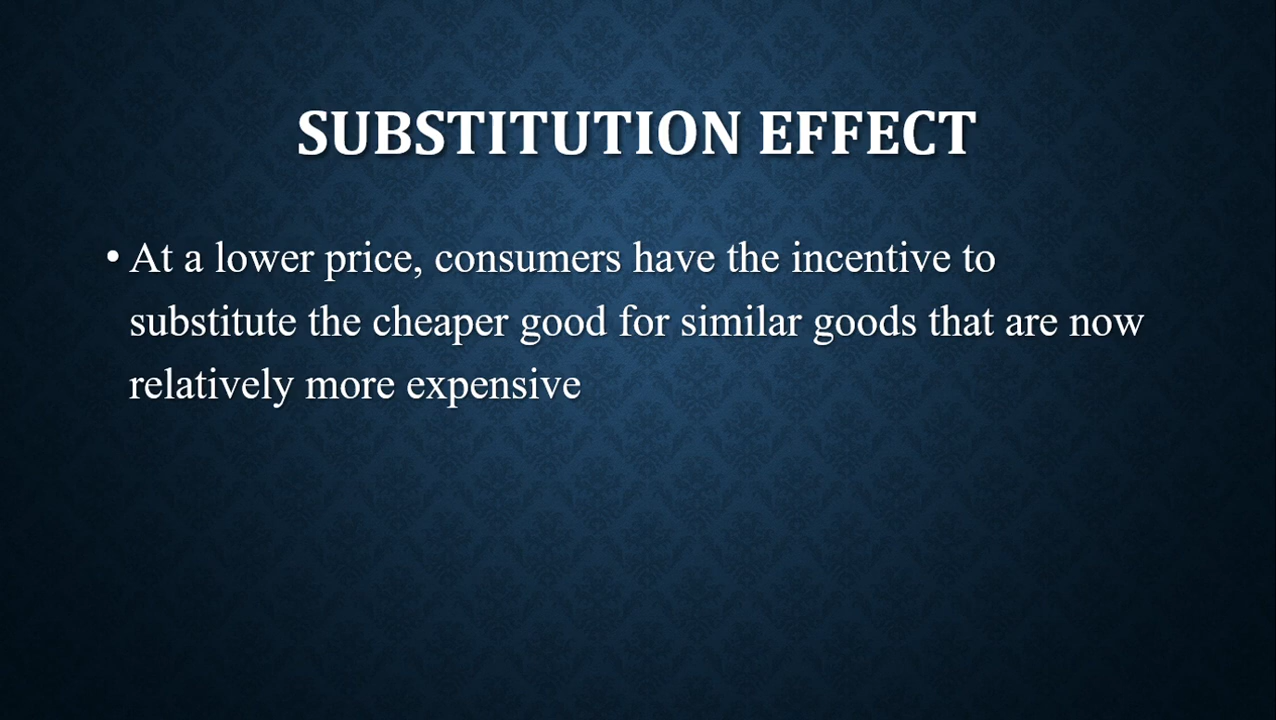 SUBSTITUTION EFFECT
• At a lower price, consumers have the incentive to
substitute the cheaper good for similar goods that are now
relatively more expensive